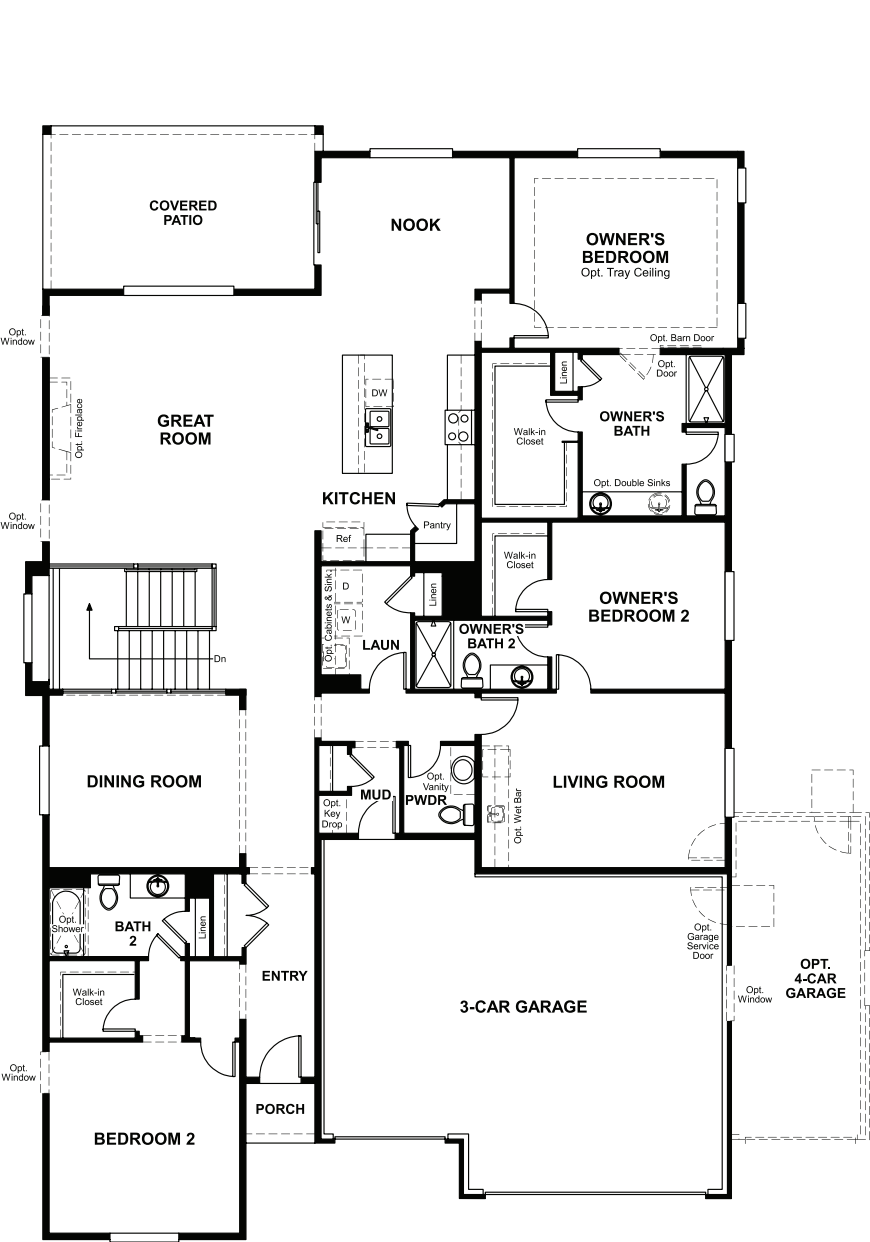 COVERED
PATIO
NOOK
OWNER'S
BEDROOM
Opt. Tray Ceiling
Opt.
Window
Opt. Barn Door
Opt.
Door
Linen
DW
Opt. Fireplace
GREAT
ROOM
OWNER'S
BATH
Walk-in
Closet
Opt. Double Sinks
KITCHEN
Opt.
Window
Pantry
Ref
Walk-in
Closet
Opt. Cabinets & Sink
D
W
Linen
OWNER'S
BEDROOM 2
OWNER'S
BATH 2
LAUN
Dn
DINING ROOM
LIVING ROOM
MUD
Opt.
Vanity
PWDR
Opt.
Key
Drop
Opt. Wet Bar
Opt.
Shower
BATH
2
Linen
Opt.
Garage
Service
Door
ENTRY
OPT.
4-CAR
GARAGE
Walk-in
Closet
Opt.
Window
3-CAR GARAGE
Opt.
Window
PORCH
BEDROOM 2